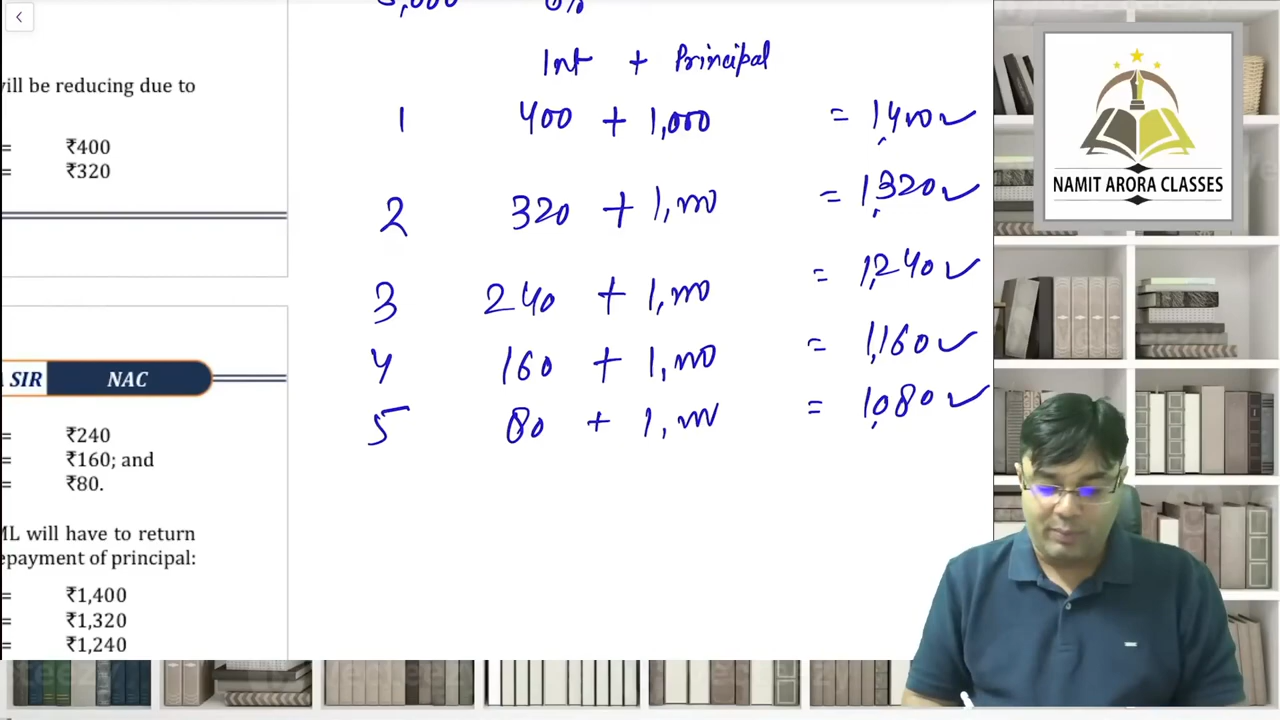 Int + Principal
1 400 + 1,000 = 1,400 ✓
2 320 + 1,000 = 1,320 ✓
3 240 + 1,000 = 1,240 ✓
4 160 + 1,000 = 1,160 ✓
5 80 + 1,000 = 1,080 ✓
will be reducing due to
= ₹400
= ₹320
SIR NAC
= ₹240
= ₹160; and
= ₹80.
ML will have to return
epayment of principal:
= ₹1,400
= ₹1,320
= ₹1,240
NAMIT ARORA CLASSES